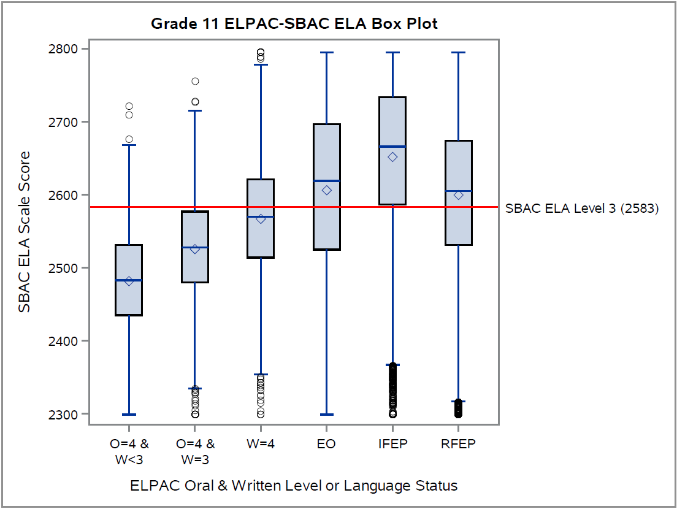 Grade 11 ELPAC-SBAC ELA Box Plot
2800
2700
2600
2500
2400
2300
SBAC ELA Scale Score
SBAC ELA Level 3 (2583)
O=4 &
W<3
O=4 &
W=3
W=4
EO
IFEP
RFEP
ELPAC Oral & Written Level or Language Status